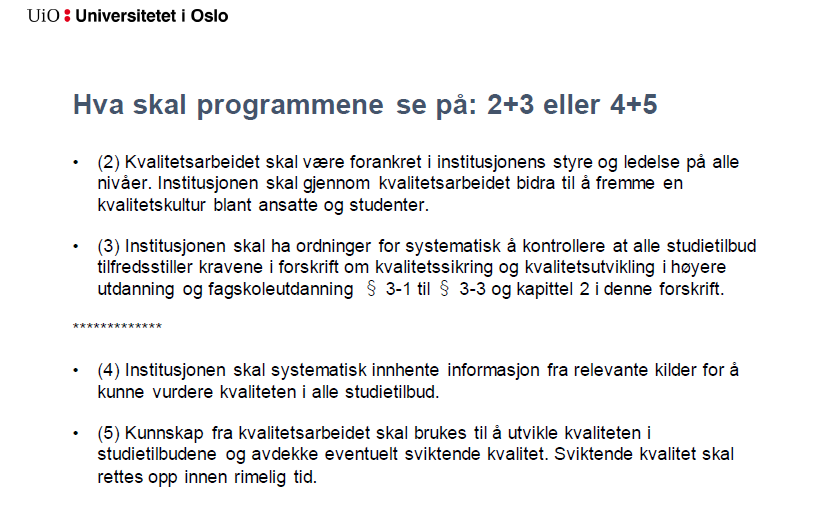 UiO : Universitetet i Oslo
Hva skal programmene se på: 2+3 eller 4+5
• (2) Kvalitetsarbeidet skal være forankret i institusjonens styre og ledelse på alle
nivåer. Institusjonen skal gjennom kvalitetsarbeidet bidra til å fremme en
kvalitetskultur blant ansatte og studenter.
• (3) Institusjonen skal ha ordninger for systematisk å kontrollere at alle studietilbud
tilfredsstiller kravene i forskrift om kvalitetssikring og kvalitetsutvikling i høyere
utdanning og fagskoleutdanning § 3-1 til § 3-3 og kapittel 2 i denne forskrift.
*************
• (4) Institusjonen skal systematisk innhente informasjon fra relevante kilder for å
kunne vurdere kvaliteten i alle studietilbud.
• (5) Kunnskap fra kvalitetsarbeidet skal brukes til å utvikle kvaliteten i
studietilbudene og avdekke eventuelt sviktende kvalitet. Sviktende kvalitet skal
rettes opp innen rimelig tid.